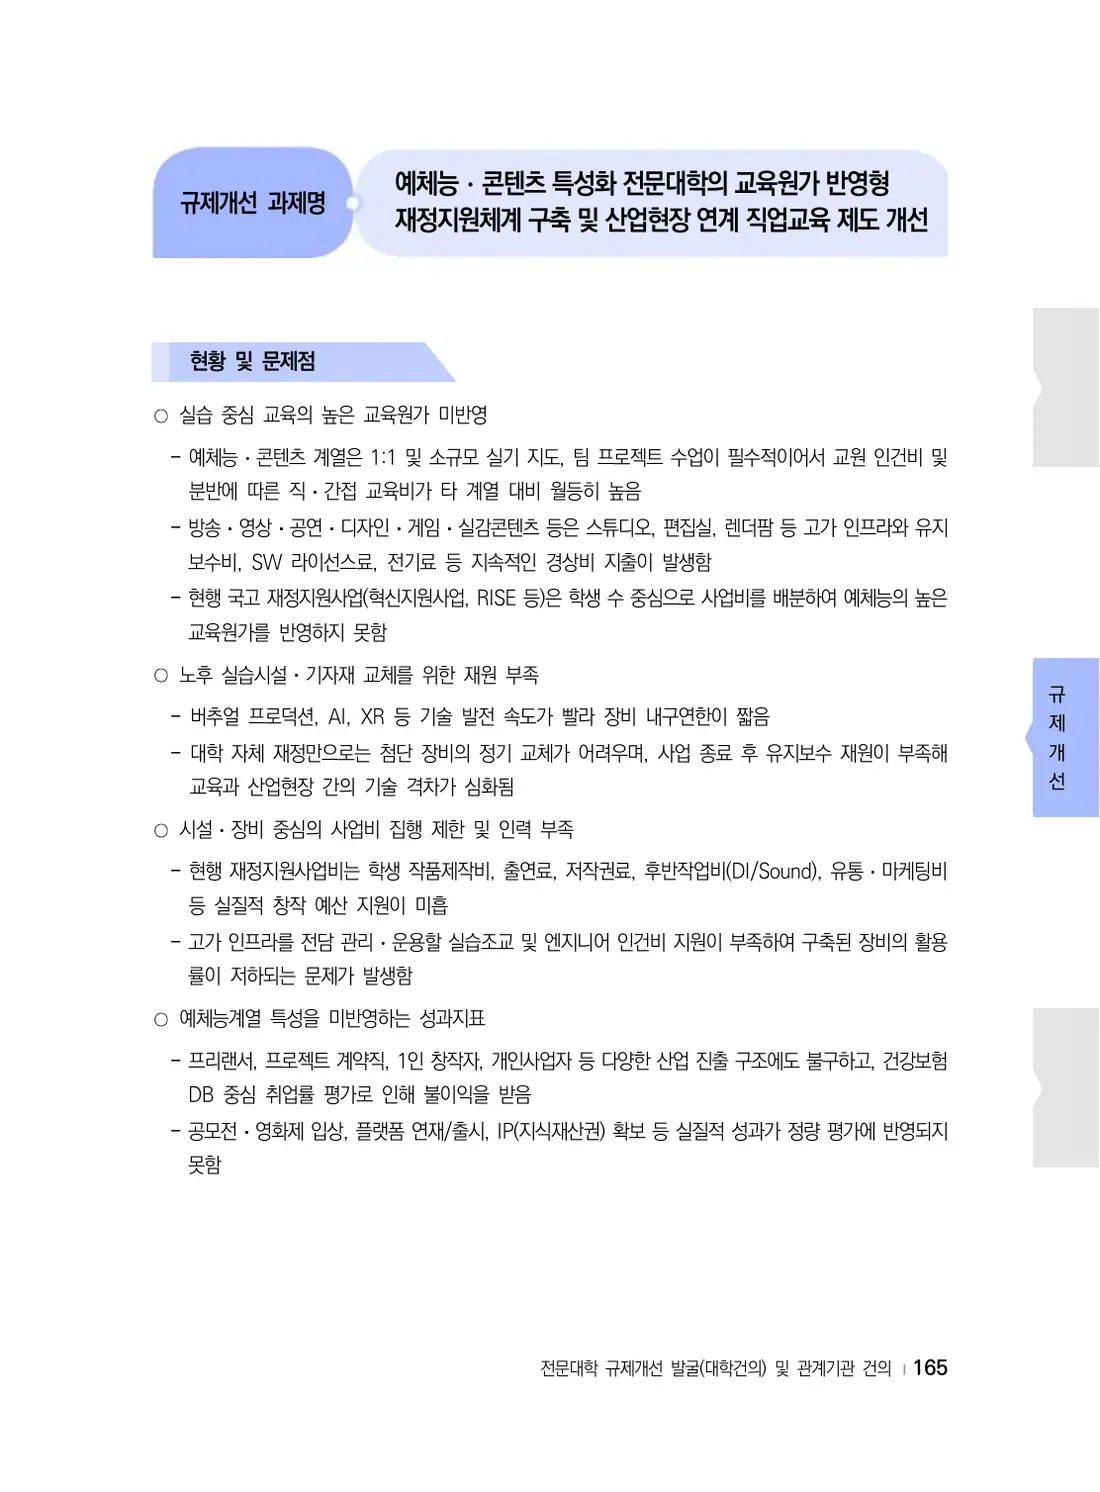 규제개선 과제명
예체능 · 콘텐츠 특성화 전문대학의 교육원가 반영형
재정지원체계 구축 및 산업현장 연계 직업교육 제도 개선
현황 및 문제점
○ 실습 중심 교육의 높은 교육원가 미반영
- 예체능·콘텐츠 계열은 1:1 및 소규모 실기 지도, 팀 프로젝트 수업이 필수적이어서 교원 인건비 및
분반에 따른 직·간접 교육비가 타 계열 대비 월등히 높음
- 방송·영상·공연·디자인·게임·실감콘텐츠 등은 스튜디오, 편집실, 렌더팜 등 고가 인프라와 유지
보수비, SW 라이선스료, 전기료 등 지속적인 경상비 지출이 발생함
- 현행 국고 재정지원사업(혁신지원사업, RISE 등)은 학생 수 중심으로 사업비를 배분하여 예체능의 높은
교육원가를 반영하지 못함
○ 노후 실습시설·기자재 교체를 위한 재원 부족
- 버추얼 프로덕션, AI, XR 등 기술 발전 속도가 빨라 장비 내구연한이 짧음
- 대학 자체 재정만으로는 첨단 장비의 정기 교체가 어려우며, 사업 종료 후 유지보수 재원이 부족해
교육과 산업현장 간의 기술 격차가 심화됨
○ 시설·장비 중심의 사업비 집행 제한 및 인력 부족
- 현행 재정지원사업비는 학생 작품제작비, 출연료, 저작권료, 후반작업비(DI/Sound), 유통·마케팅비
등 실질적 창작 예산 지원이 미흡
- 고가 인프라를 전담 관리·운용할 실습조교 및 엔지니어 인건비 지원이 부족하여 구축된 장비의 활용
률이 저하되는 문제가 발생함
○ 예체능계열 특성을 미반영하는 성과지표
- 프리랜서, 프로젝트 계약직, 1인 창작자, 개인사업자 등 다양한 산업 진출 구조에도 불구하고, 건강보험
DB 중심 취업률 평가로 인해 불이익을 받음
- 공모전·영화제 입상, 플랫폼 연재/출시, IP(지식재산권) 확보 등 실질적 성과가 정량 평가에 반영되지
못함
규
제
개
선
전문대학 규제개선 발굴(대학건의) 및 관계기관 건의 | 165